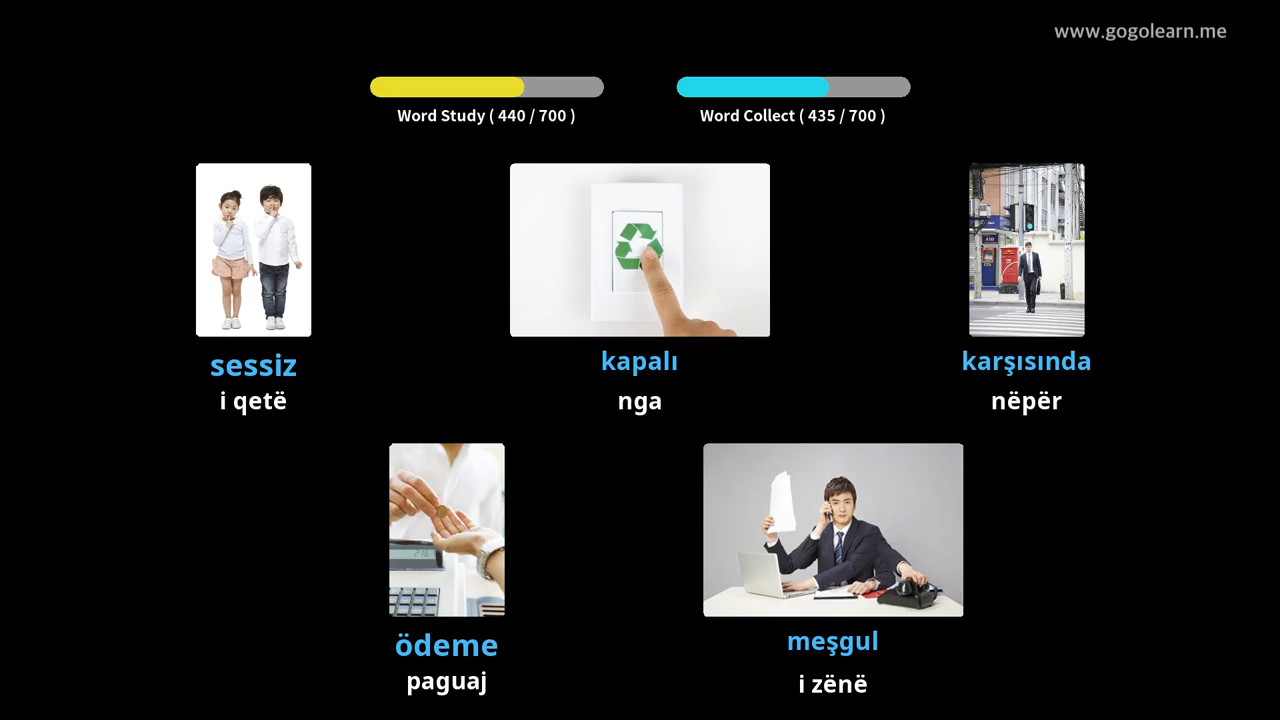 www.gogolearn.me
Word Study ( 440 / 700 )
Word Collect ( 435 / 700 )
sessiz
i qetë
kapalı
nga
karşısında
nëpër
ödeme
paguaj
meşgul
i zënë